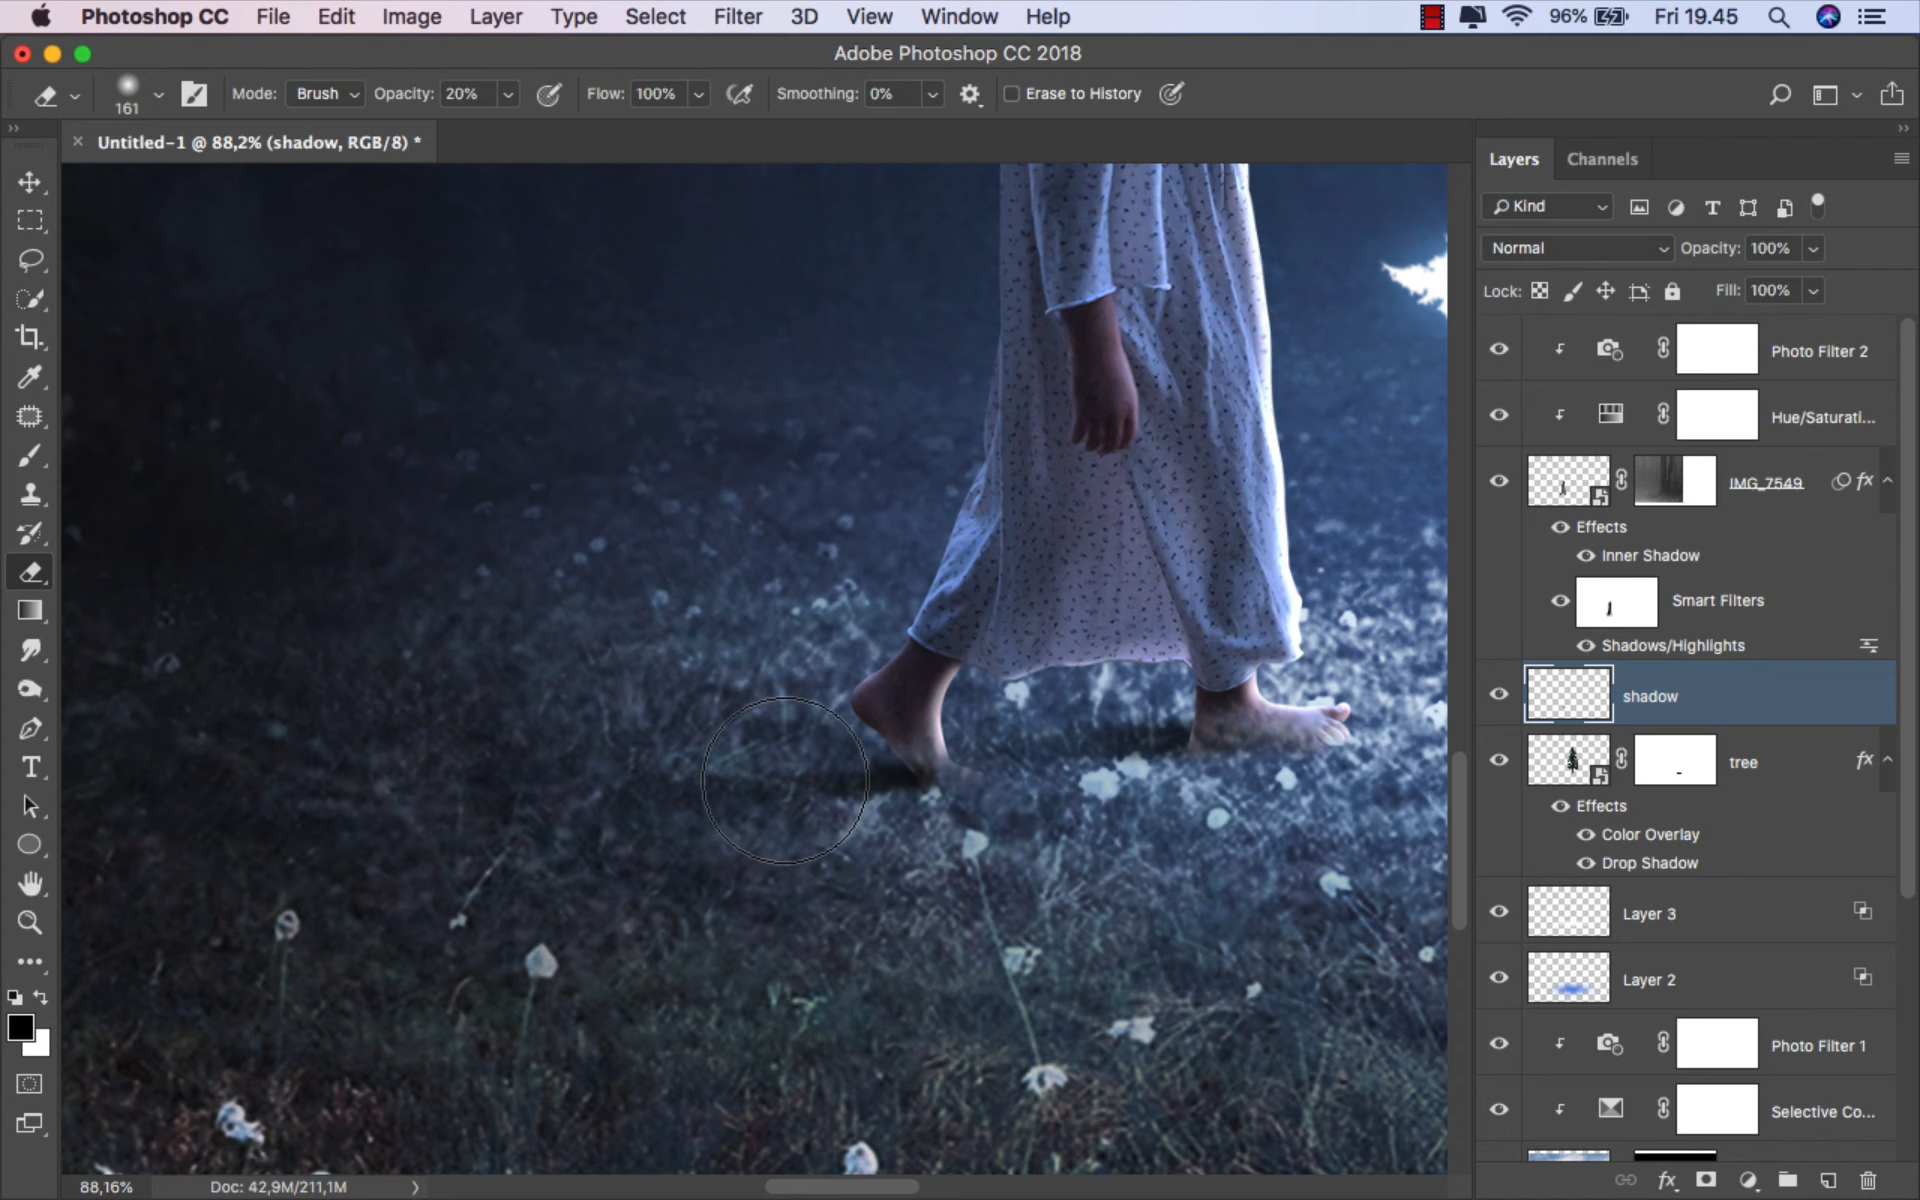 Photoshop CC File Edit Image Layer Type Select Filter 3D View Window Help 96% Fri 19.45
Adobe Photoshop CC 2018
161 Mode: Brush Opacity: 20% Flow: 100% Smoothing: 0% Erase to History
Untitled-1 @ 88,2% (shadow, RGB/8) *
Layers Channels
Kind
Normal Opacity: 100%
Lock: Fill: 100%
Photo Filter 2
Hue/Saturati...
IMG_7549 fx
Effects
Inner Shadow
Smart Filters
Shadows/Highlights
shadow
tree fx
Effects
Color Overlay
Drop Shadow
Layer 3
Layer 2
Photo Filter 1
Selective Co...
88,16% Doc: 42,9M/211,1M
fx